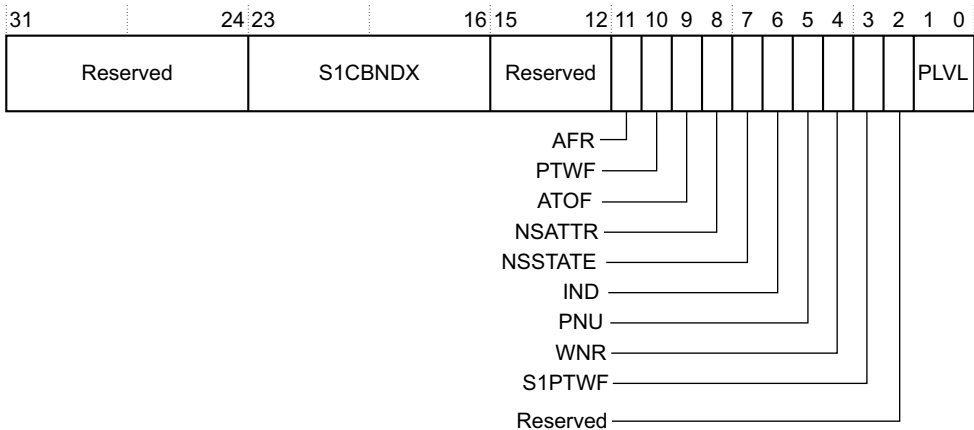 31 24 23 16 15 12 11 10 9 8 7 6 5 4 3 2 1 0
Reserved S1CBNDX Reserved PLVL
AFR
PTWF
ATOF
NSATTR
NSSTATE
IND
PNU
WNR
S1PTWF
Reserved